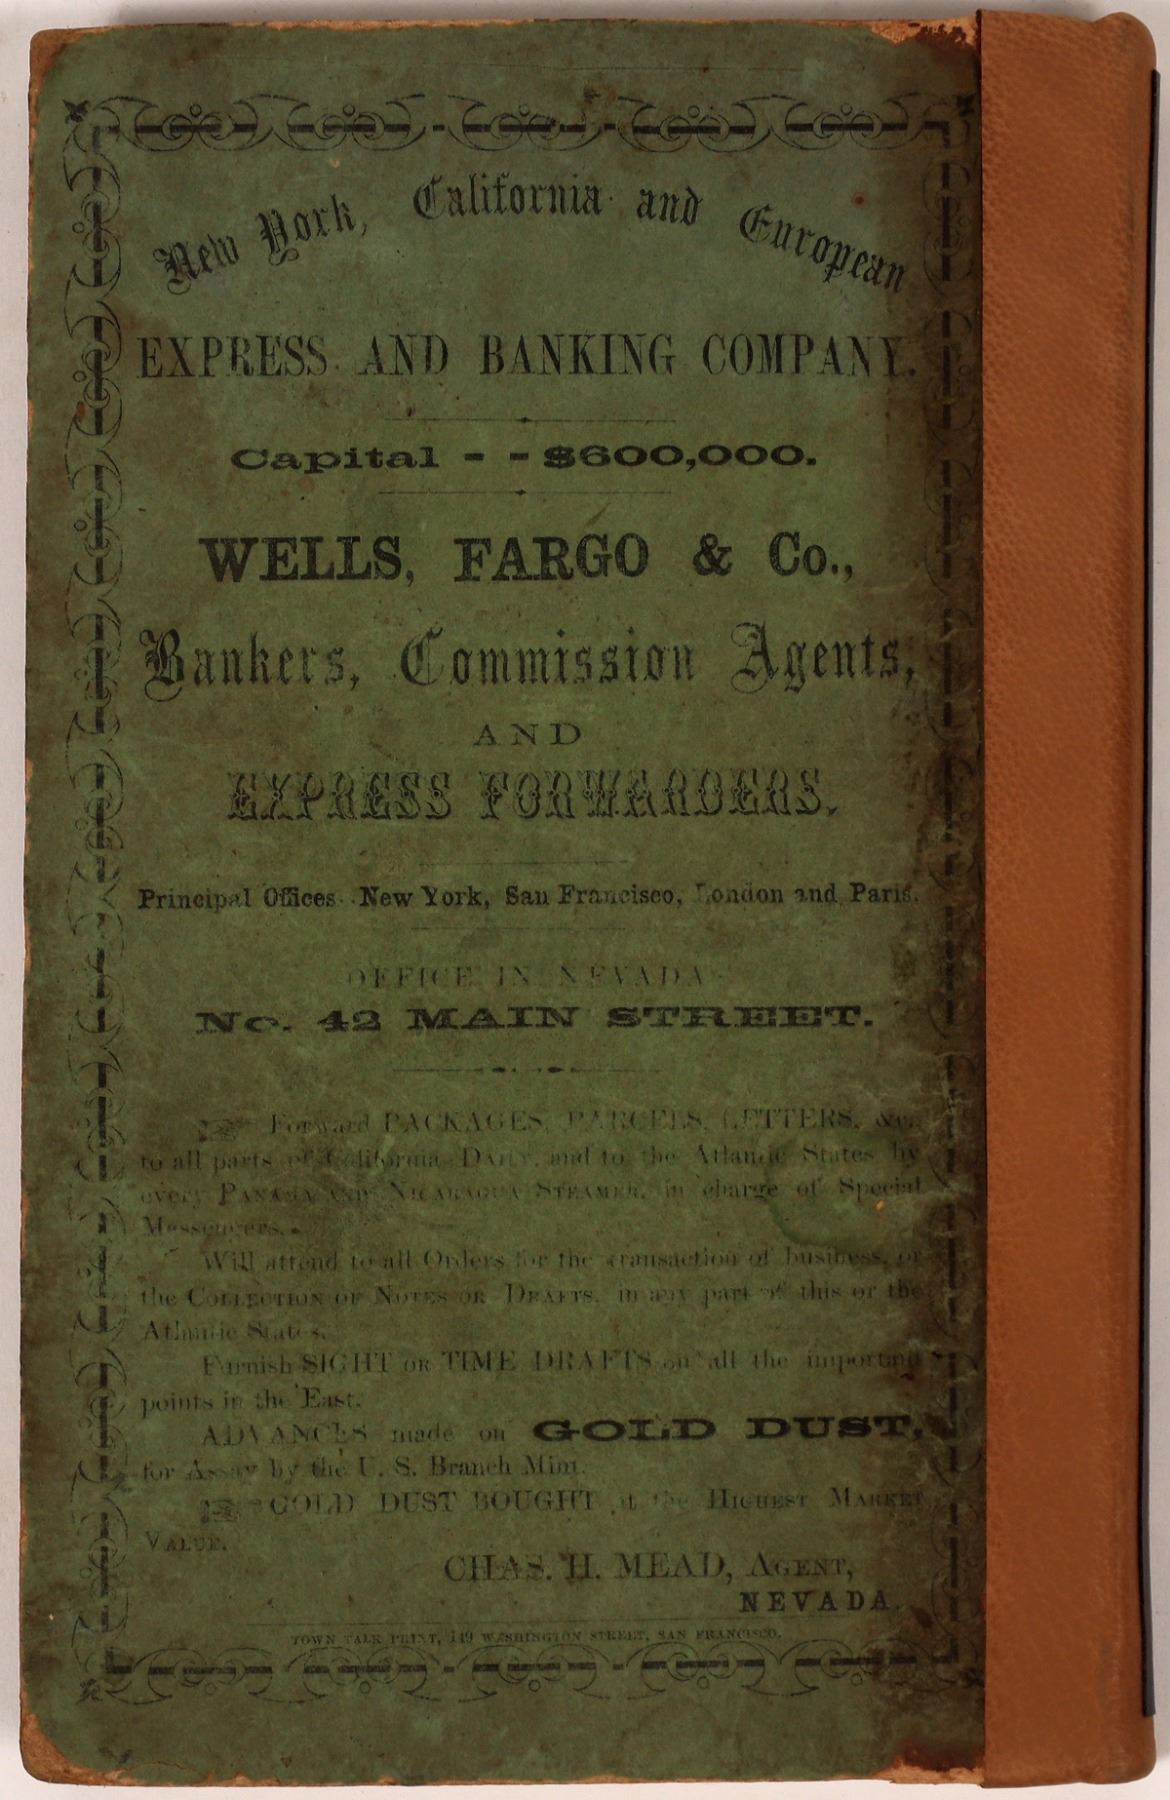 New York, California and European
EXPRESS AND BANKING COMPANY.
Capital - - $600,000.
WELLS, FARGO & Co.,
Bankers, Commission Agents,
AND
EXPRESS FORWARDERS.
Principal Offices New York, San Francisco, London and Paris.
OFFICE IN NEVADA
No. 42 MAIN STREET.
Forward PACKAGES, PARCELS, LETTERS, &c.,
to all parts of California DAILY, and to the Atlantic States by
every PANAMA AND NICARAGUA STEAMER, in charge of Special
Messengers.
Will attend to all Orders for the transaction of business, or
the COLLECTION OF NOTES OR DRAFTS, in any part of this or the
Atlantic States.
Furnish SIGHT OR TIME DRAFTS on all the important
points in the East.
ADVANCES made on GOLD DUST,
for Assay by the U. S. Branch Mint.
GOLD DUST BOUGHT at the HIGHEST MARKET
VALUE.
CHAS. H. MEAD, AGENT,
NEVADA.
TOWN TALK PRINT, 149 WASHINGTON STREET, SAN FRANCISCO.